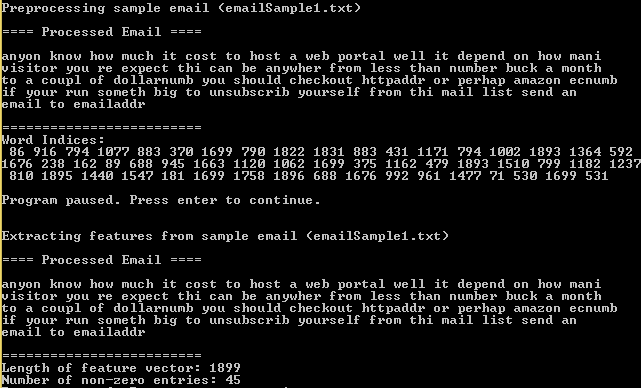 Preprocessing sample email (emailSample1.txt)
==== Processed Email ====
anyon know how much it cost to host a web portal well it depend on how mani
visitor you re expect thi can be anywher from less than number buck a month
to a coupl of dollarnumb you should checkout httpaddr or perhap amazon ecnumb
if your run someth big to unsubscrib yourself from thi mail list send an
email to emailaddr
=========================
Word Indices:
86 916 794 1077 883 370 1699 790 1822 1831 883 431 1171 794 1002 1893 1364 592
1676 238 162 89 688 945 1663 1120 1062 1699 375 1162 479 1893 1510 799 1182 1237
810 1895 1440 1547 181 1699 1758 1896 688 1676 992 961 1477 71 530 1699 531
Program paused. Press enter to continue.
Extracting features from sample email (emailSample1.txt)
==== Processed Email ====
anyon know how much it cost to host a web portal well it depend on how mani
visitor you re expect thi can be anywher from less than number buck a month
to a coupl of dollarnumb you should checkout httpaddr or perhap amazon ecnumb
if your run someth big to unsubscrib yourself from thi mail list send an
email to emailaddr
=========================
Length of feature vector: 1899
Number of non-zero entries: 45